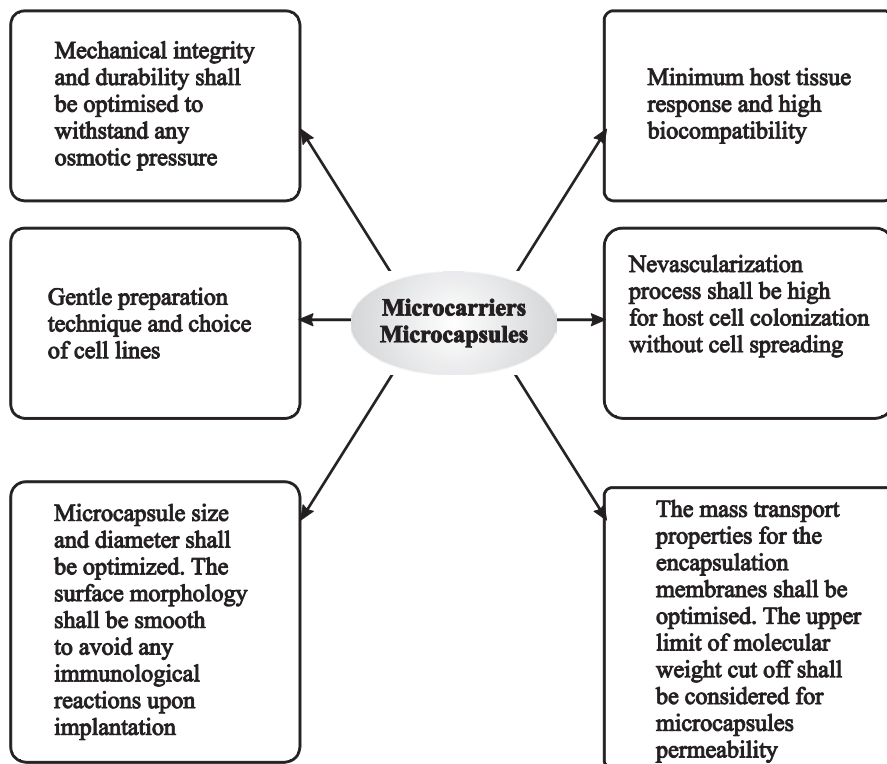 Mechanical integrity
and durability shall
be optimised to
withstand any
osmotic pressure
Minimum host tissue
response and high
biocompatibility
Gentle preparation
technique and choice
of cell lines
Microcarriers
Microcapsules
Nevascularization
process shall be high
for host cell colonization
without cell spreading
Microcapsule size
and diameter shall
be optimized. The
surface morphology
shall be smooth
to avoid any
immunological
reactions upon
implantation
The mass transport
properties for the
encapsulation
membranes shall be
optimised. The upper
limit of molecular
weight cut off shall
be considered for
microcapsules
permeability